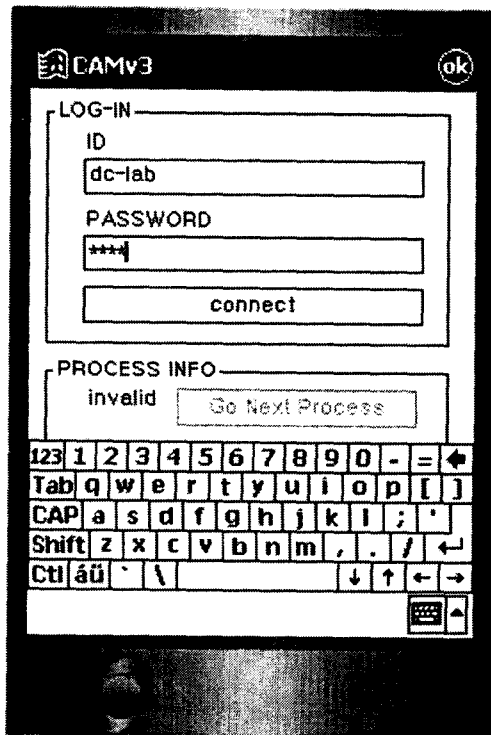 CAMv3 ok
LOG-IN
ID
dc-lab
PASSWORD
****
connect
PROCESS INFO
invalid Go Next Process
123 1 2 3 4 5 6 7 8 9 0 - = ←
Tab q w e r t y u i o p [ ]
CAP a s d f g h j k l ; '
Shift z x c v b n m , . / ↵
Ctl áü ` \ ↓ ↑ ← →